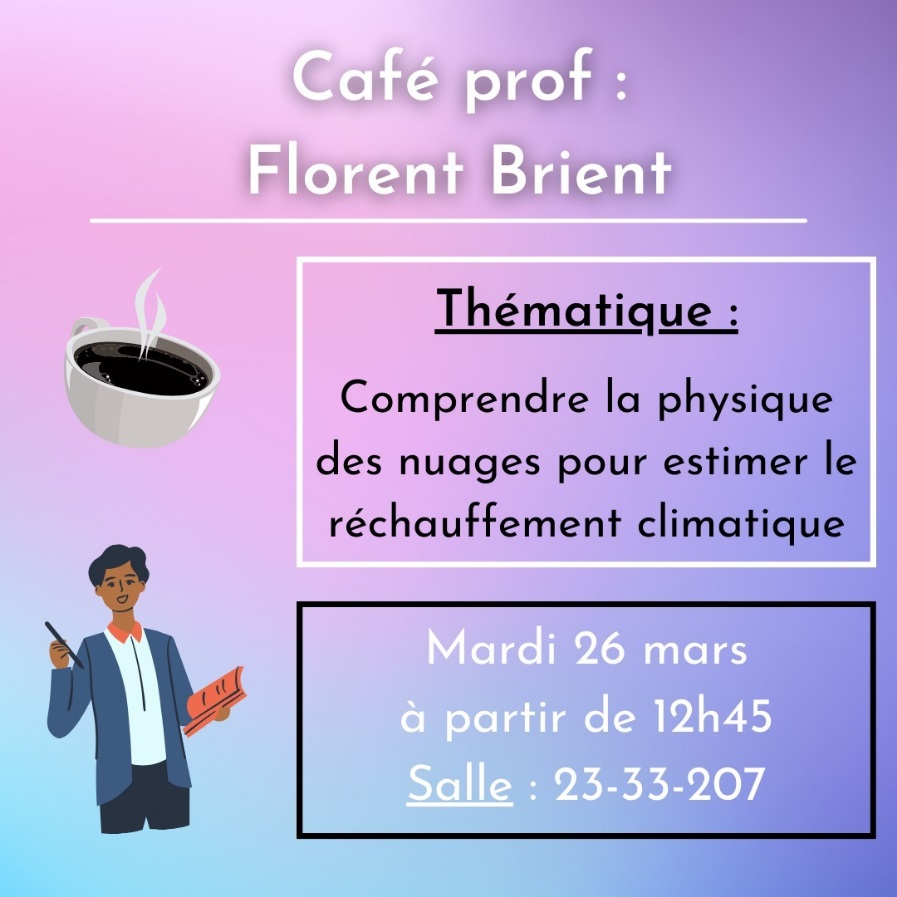 Café prof :
Florent Brient
Thématique :
Comprendre la physique
des nuages pour estimer le
réchauffement climatique
Mardi 26 mars
à partir de 12h45
Salle : 23-33-207